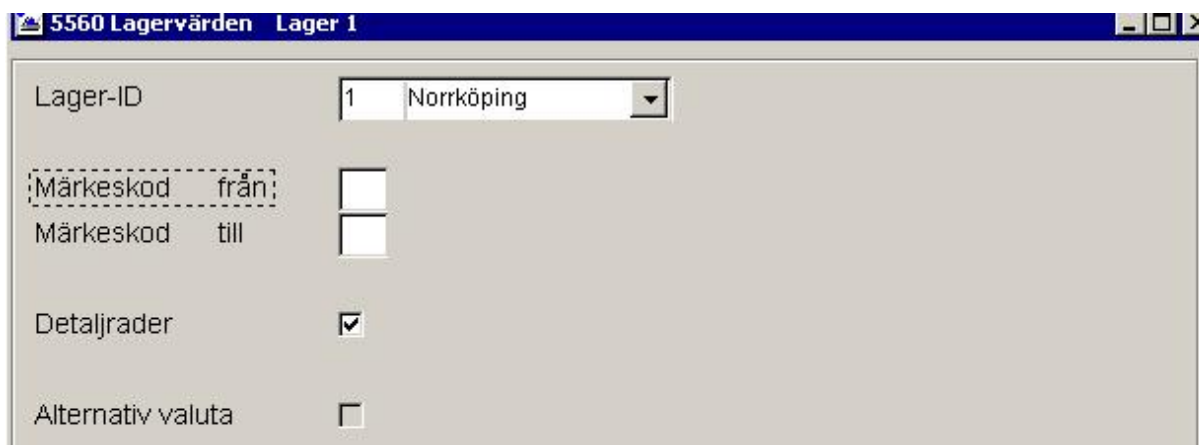 5560 Lagervärden Lager 1
Lager-ID 1 Norrköping
Märkeskod från
Märkeskod till
Detaljrader
Alternativ valuta